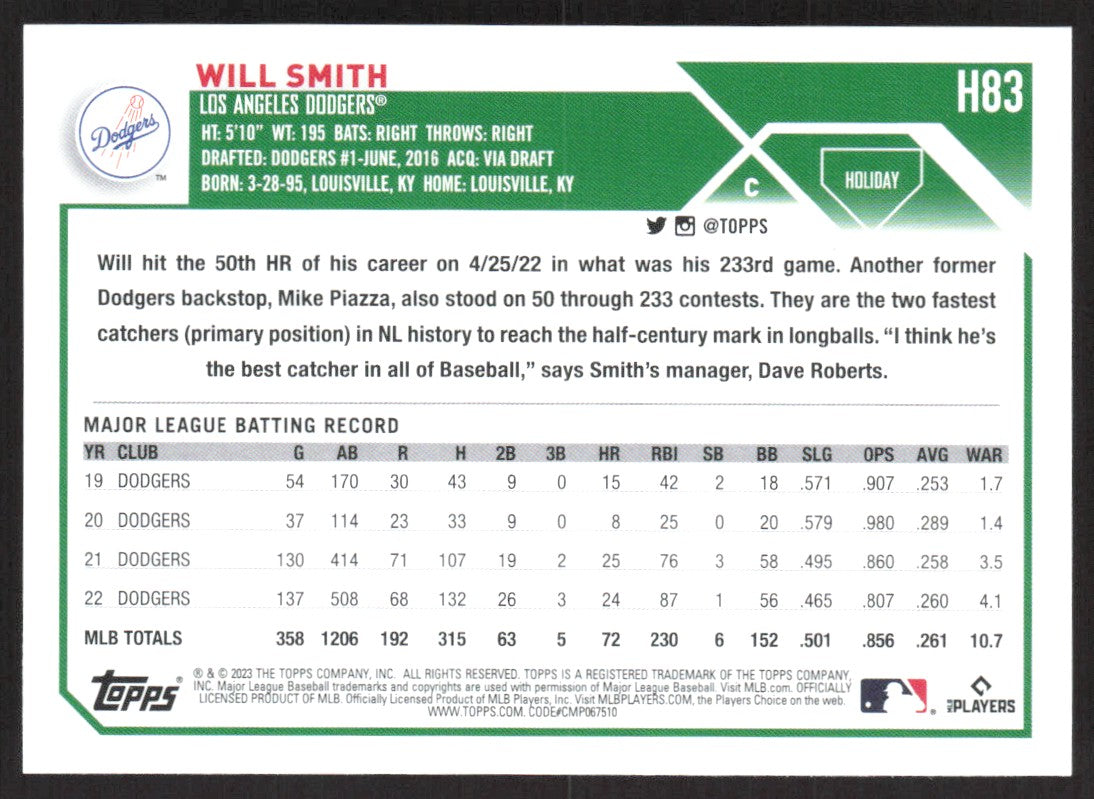 WILL SMITH
LOS ANGELES DODGERS®
HT: 5'10" WT: 195 BATS: RIGHT THROWS: RIGHT
DRAFTED: DODGERS #1-JUNE, 2016 ACQ: VIA DRAFT
BORN: 3-28-95, LOUISVILLE, KY HOME: LOUISVILLE, KY
Dodgers
TM
H83
C
HOLIDAY
@TOPPS
Will hit the 50th HR of his career on 4/25/22 in what was his 233rd game. Another former
Dodgers backstop, Mike Piazza, also stood on 50 through 233 contests. They are the two fastest
catchers (primary position) in NL history to reach the half-century mark in longballs. “I think he’s
the best catcher in all of Baseball,” says Smith’s manager, Dave Roberts.
MAJOR LEAGUE BATTING RECORD
YR CLUB G AB R H 2B 3B HR RBI SB BB SLG OPS AVG WAR
19 DODGERS 54 170 30 43 9 0 15 42 2 18 .571 .907 .253 1.7
20 DODGERS 37 114 23 33 9 0 8 25 0 20 .579 .980 .289 1.4
21 DODGERS 130 414 71 107 19 2 25 76 3 58 .495 .860 .258 3.5
22 DODGERS 137 508 68 132 26 3 24 87 1 56 .465 .807 .260 4.1
MLB TOTALS 358 1206 192 315 63 5 72 230 6 152 .501 .856 .261 10.7
Topps®
® & © 2023 THE TOPPS COMPANY, INC. ALL RIGHTS RESERVED. TOPPS IS A REGISTERED TRADEMARK OF THE TOPPS COMPANY,
INC. Major League Baseball trademarks and copyrights are used with permission of Major League Baseball. Visit MLB.com. OFFICIALLY
LICENSED PRODUCT OF MLB. Officially Licensed Product of MLB Players, Inc. Visit MLBPLAYERS.COM, the Players Choice on the web.
WWW.TOPPS.COM. CODE#CMP067510
®
MLB PLAYERS